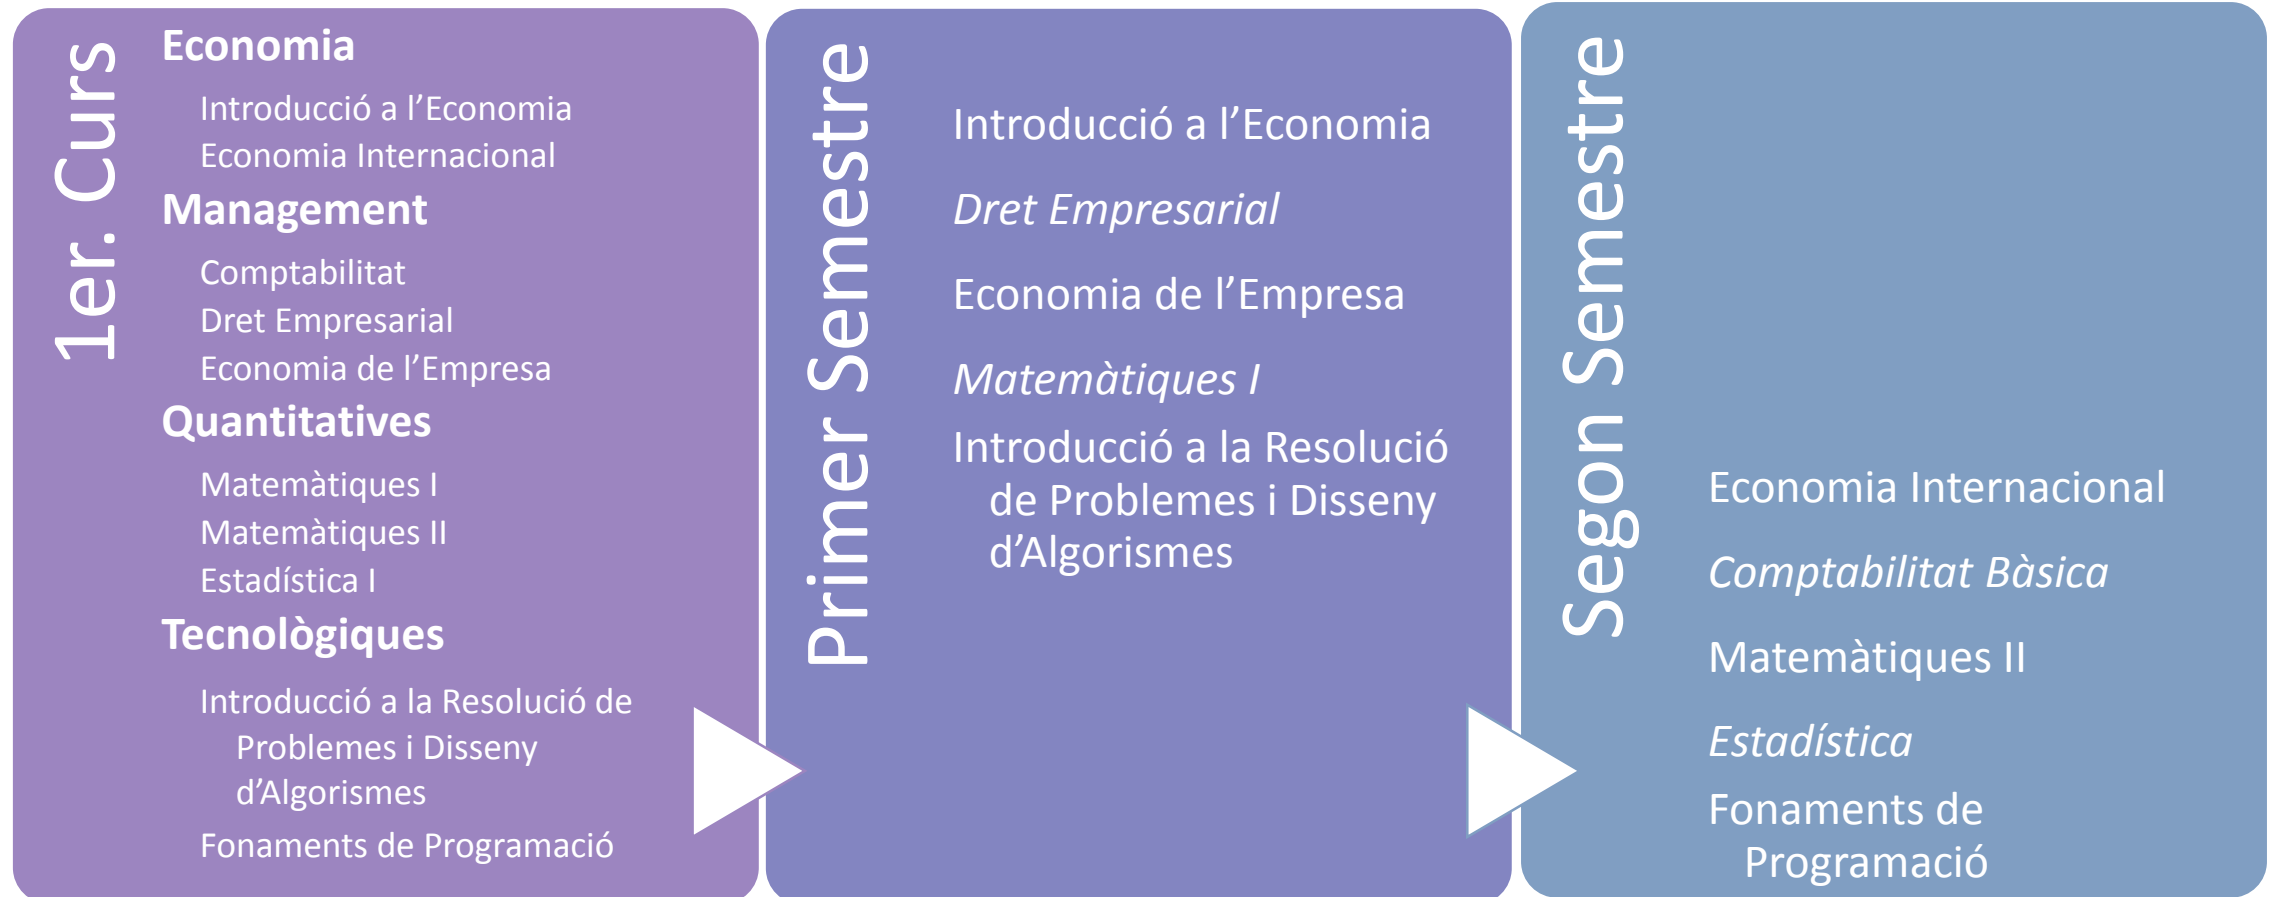 1er. Curs
Economia
Introducció a l’Economia
Economia Internacional
Management
Comptabilitat
Dret Empresarial
Economia de l’Empresa
Quantitatives
Matemàtiques I
Matemàtiques II
Estadística I
Tecnològiques
Introducció a la Resolució de
Problemes i Disseny
d’Algorismes
Fonaments de Programació
Primer Semestre
Introducció a l’Economia
Dret Empresarial
Economia de l’Empresa
Matemàtiques I
Introducció a la Resolució
de Problemes i Disseny
d’Algorismes
Segon Semestre
Economia Internacional
Comptabilitat Bàsica
Matemàtiques II
Estadística
Fonaments de
Programació